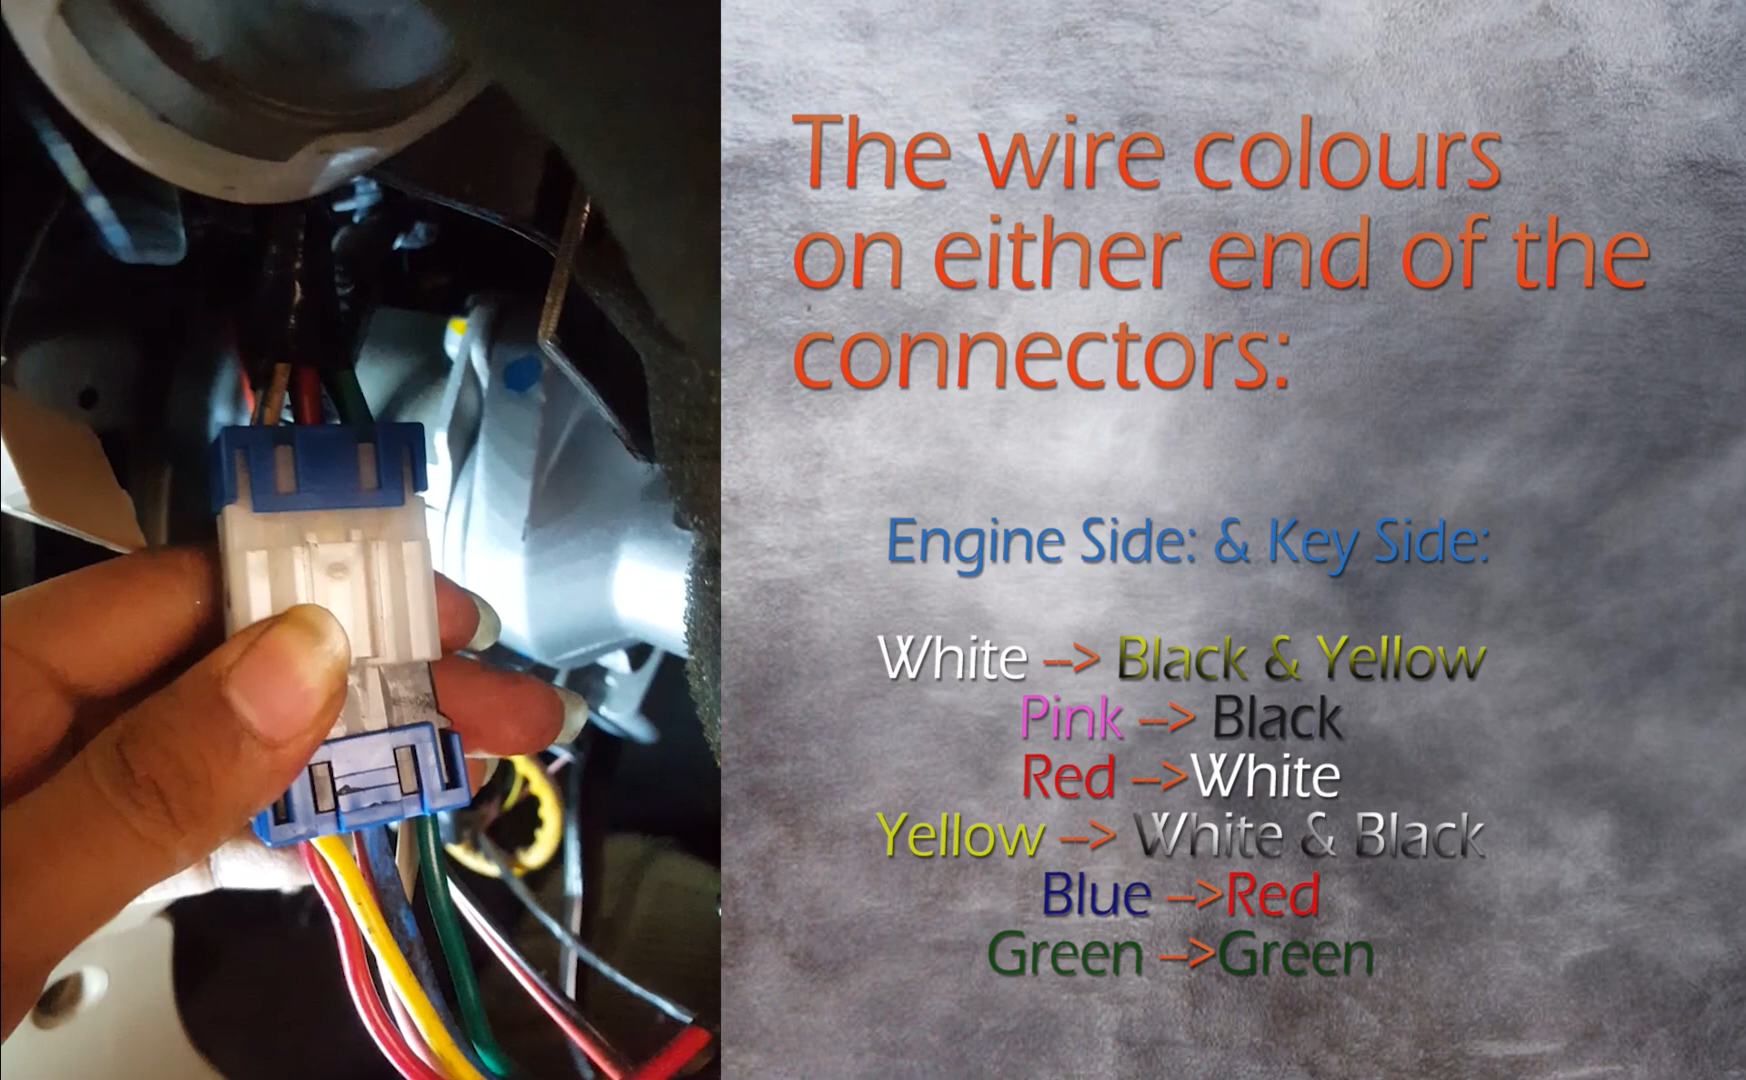 The wire colours
on either end of the
connectors:
Engine Side: & Key Side:
White --> Black & Yellow
Pink --> Black
Red -->White
Yellow --> White & Black
Blue -->Red
Green -->Green